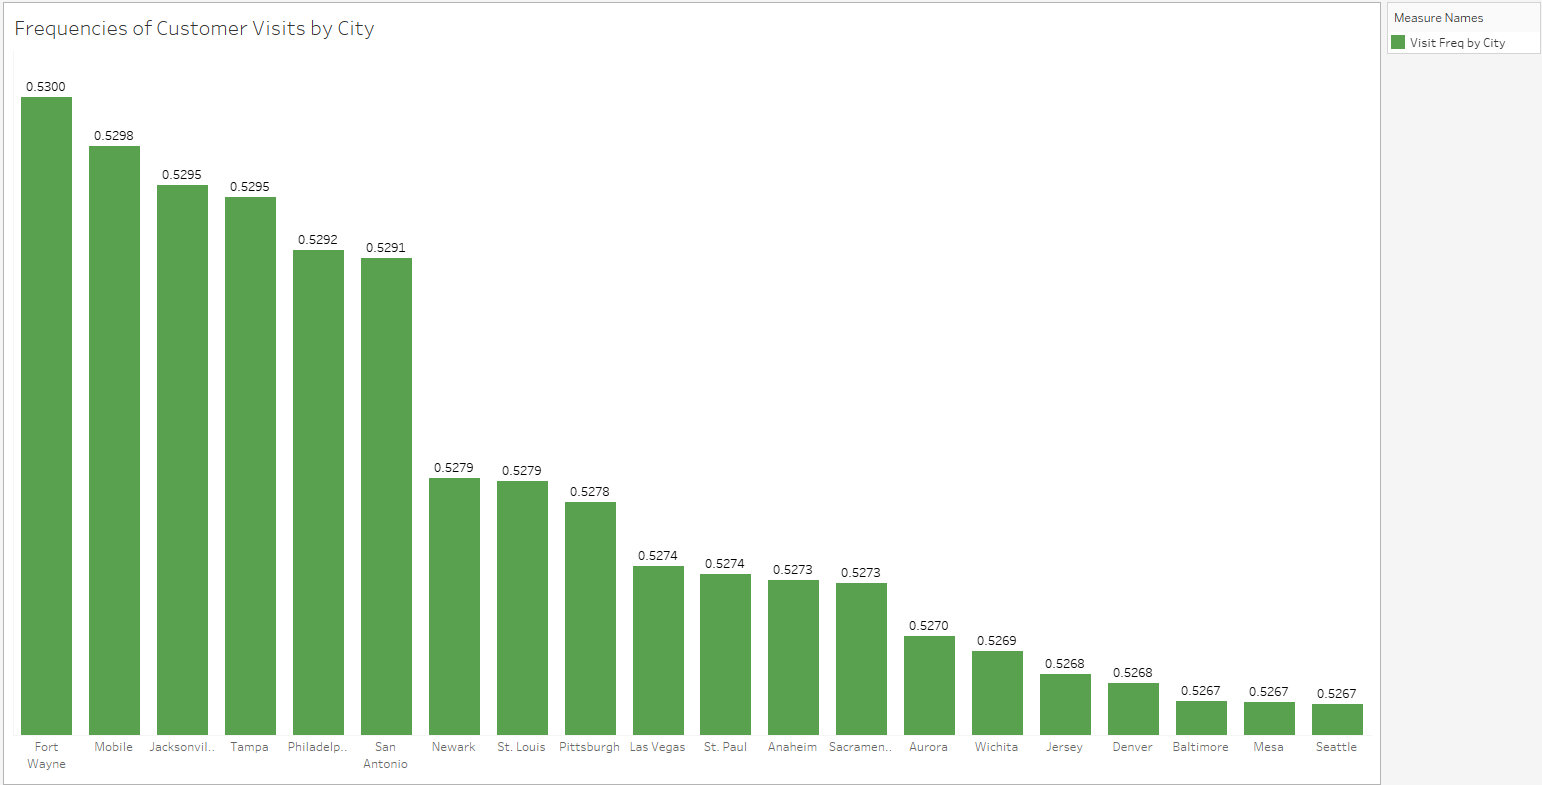 Frequencies of Customer Visits by City
Measure Names
Visit Freq by City
0.5300
0.5298
0.5295
0.5295
0.5292
0.5291
0.5279
0.5279
0.5278
0.5274
0.5274
0.5273
0.5273
0.5270
0.5269
0.5268
0.5268
0.5267
0.5267
0.5267
Fort
Wayne
Mobile
Jacksonvil..
Tampa
Philadelp..
San
Antonio
Newark
St. Louis
Pittsburgh
Las Vegas
St. Paul
Anaheim
Sacramen..
Aurora
Wichita
Jersey
Denver
Baltimore
Mesa
Seattle